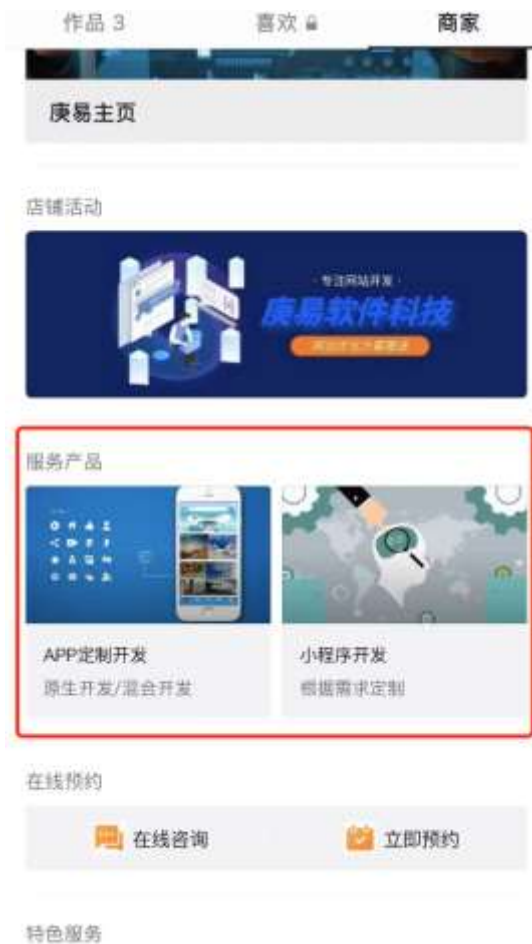 作品 3
喜欢
商家
庚易主页
店铺活动
· 专注网站开发 ·
庚易软件科技
服务产品
APP定制开发
原生开发/混合开发
小程序开发
根据需求定制
在线预约
在线咨询
立即预约
特色服务